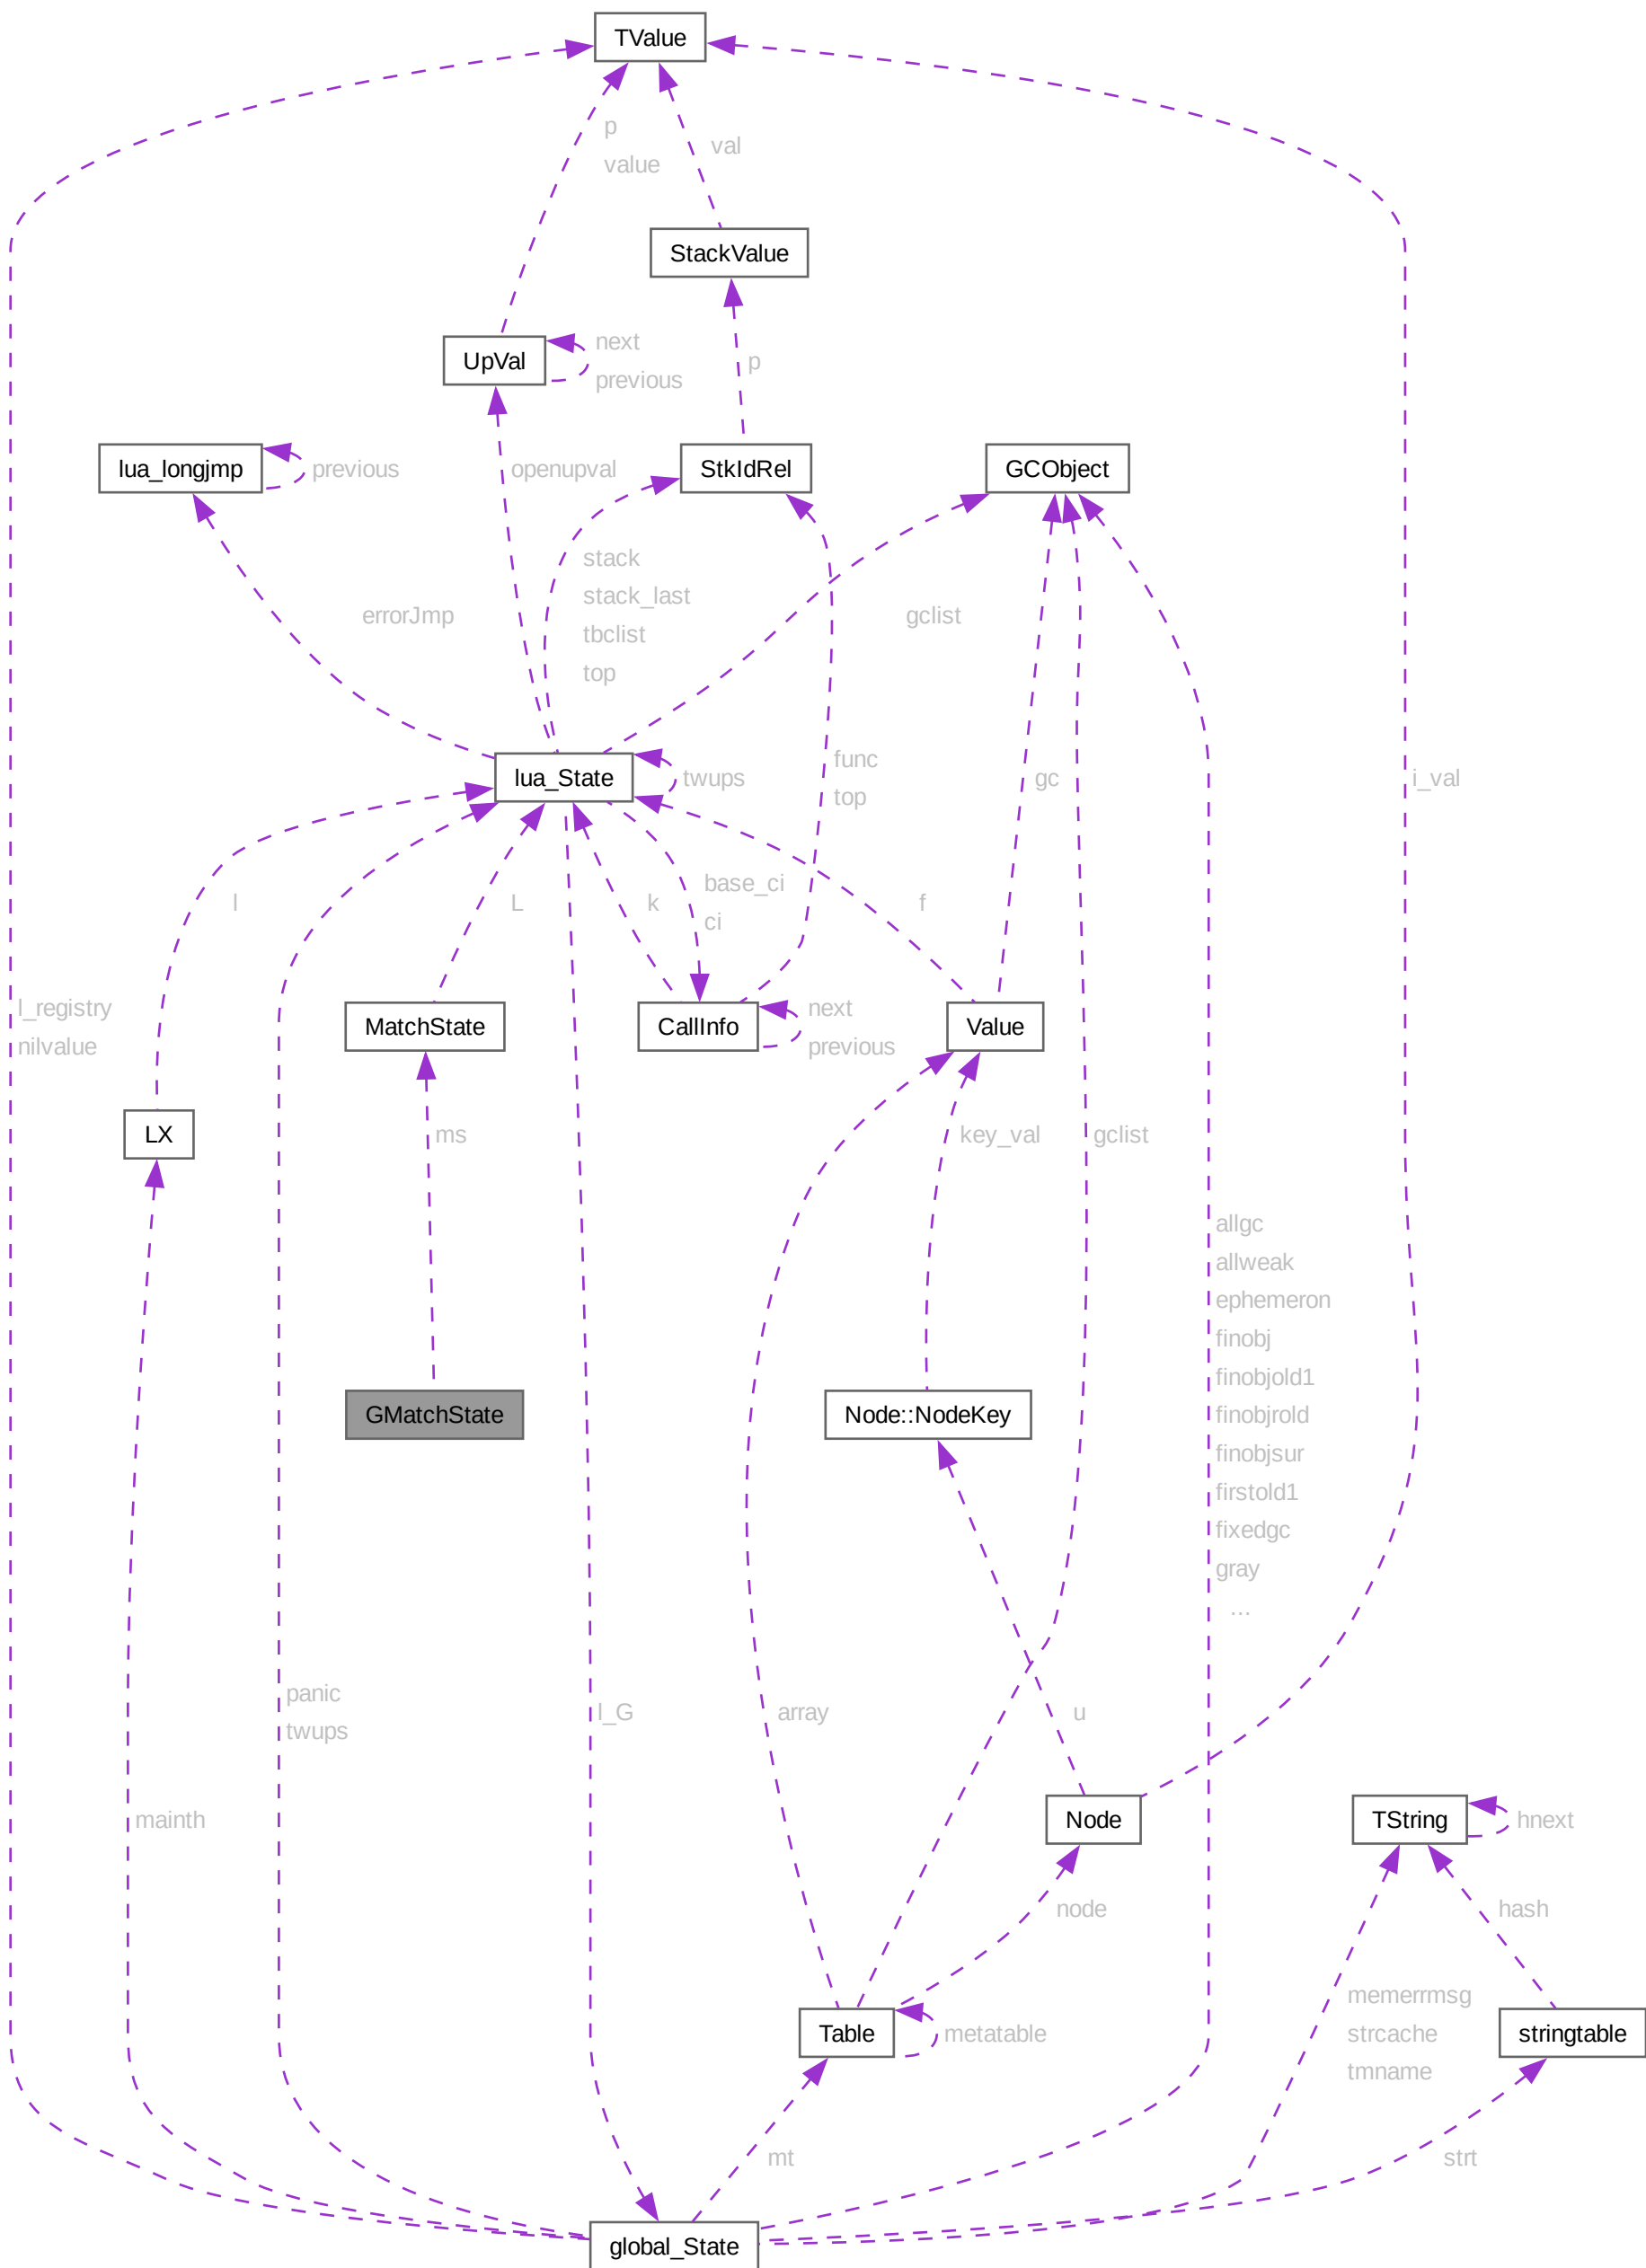 TValue
p
value
val
StackValue
UpVal
next
previous
p
lua_longjmp
previous
openupval
StkIdRel
GCObject
stack
stack_last
tbclist
top
errorJmp
gclist
lua_State
twups
func
top
gc
i_val
l
L
k
base_ci
ci
f
l_registry
nilvalue
MatchState
CallInfo
next
previous
Value
LX
ms
key_val
gclist
allgc
allweak
ephemeron
finobj
finobjold1
finobjrold
finobjsur
firstold1
fixedgc
gray
...
GMatchState
Node::NodeKey
panic
twups
l_G
array
u
mainth
Node
TString
hnext
node
hash
memerrmsg
strcache
tmname
Table
metatable
stringtable
mt
strt
global_State